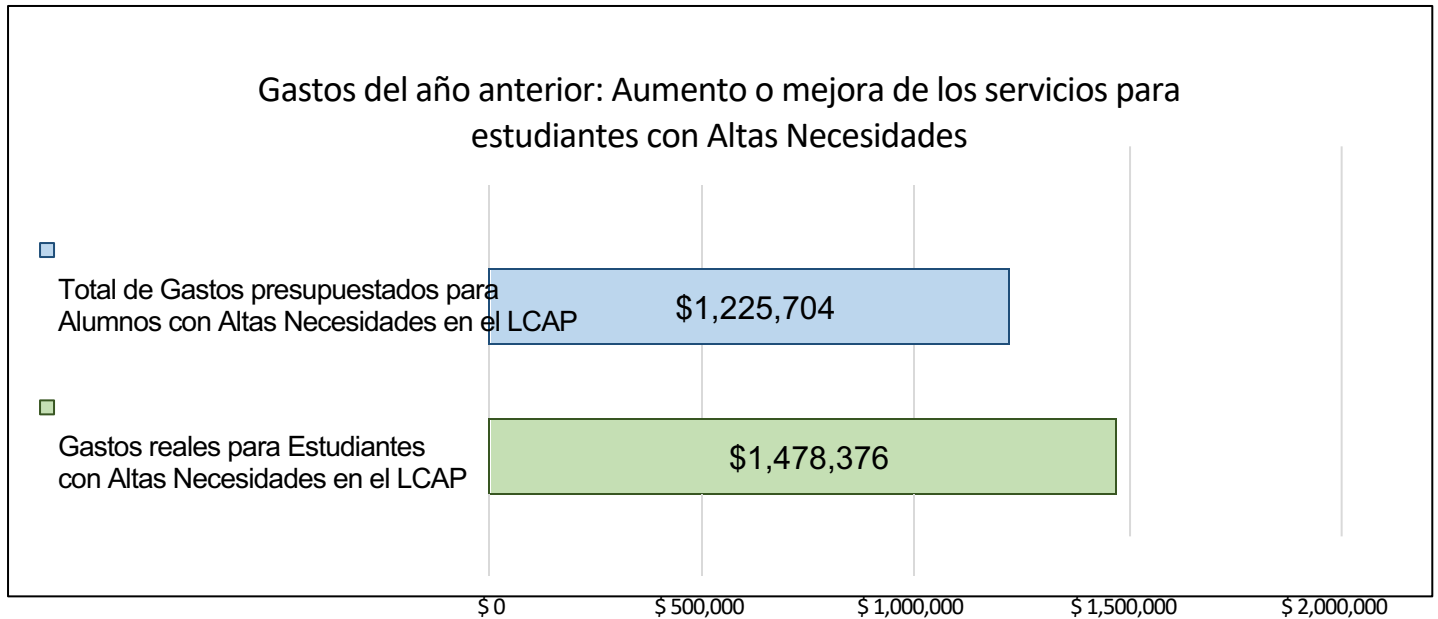 Gastos del año anterior: Aumento o mejora de los servicios para
estudiantes con Altas Necesidades
Total de Gastos presupuestados para
Alumnos con Altas Necesidades en el LCAP
$1,225,704
Gastos reales para Estudiantes
con Altas Necesidades en el LCAP
$1,478,376
$ 0 $ 500,000 $ 1,000,000 $ 1,500,000 $ 2,000,000